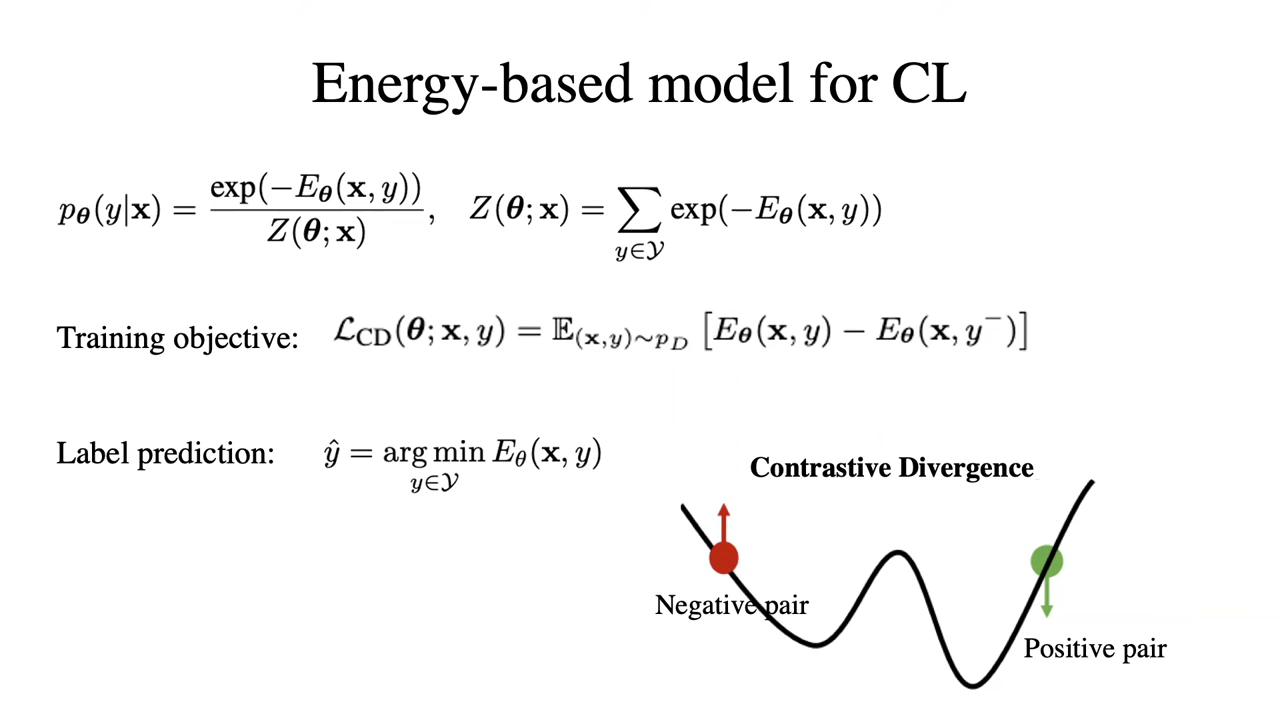 Energy-based model for CL
p_θ(y|x) = exp(−E_θ(x, y)) / Z(θ; x), Z(θ; x) = ∑_{y∈𝒴} exp(−E_θ(x, y))
Training objective: ℒ_CD(θ; x, y) = 𝔼_{(x,y)∼p_D} [E_θ(x, y) − E_θ(x, y⁻)]
Label prediction: ŷ = arg min_{y∈𝒴} E_θ(x, y)
Contrastive Divergence
Negative pair
Positive pair